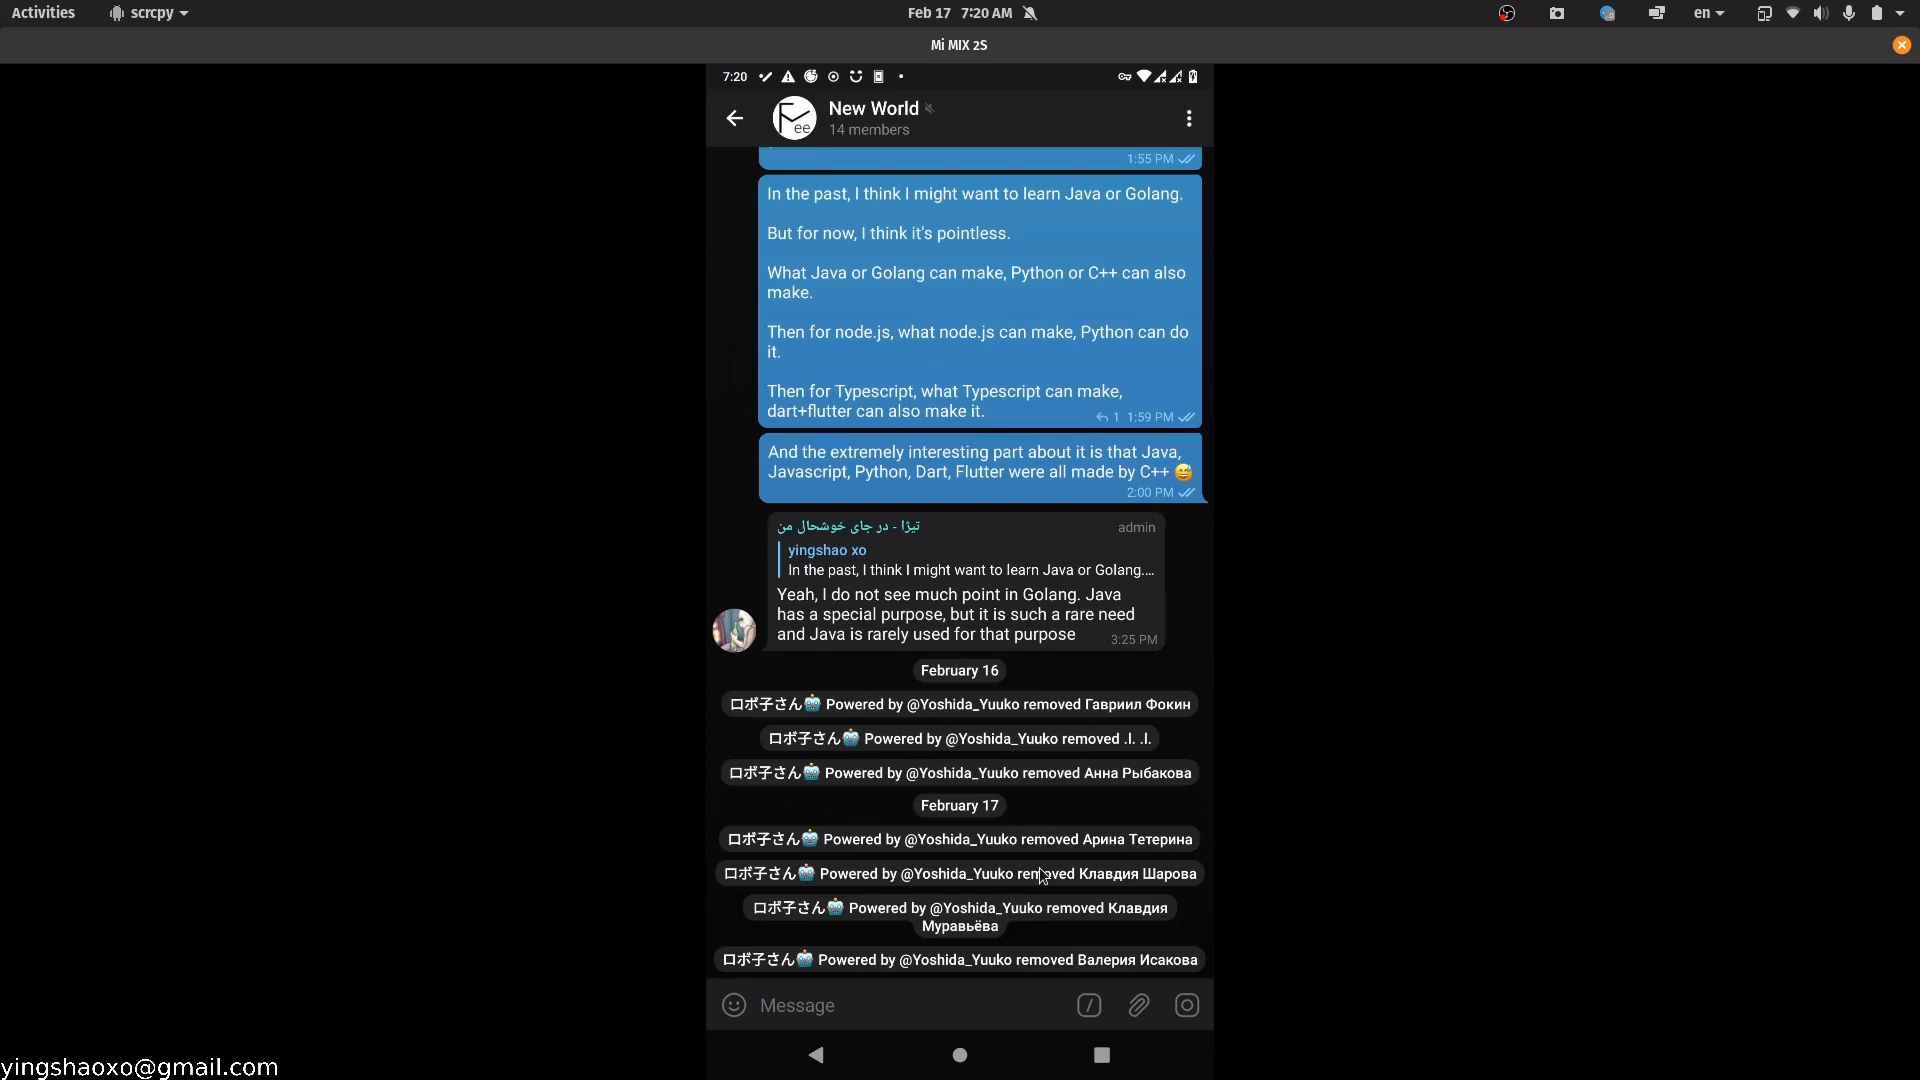 Activities
scrcpy
Feb 17 7:20 AM
en
Mi MIX 2S
7:20
ee
New World
14 members
1:55 PM
In the past, I think I might want to learn Java or Golang.
But for now, I think it's pointless.
What Java or Golang can make, Python or C++ can also
make.
Then for node.js, what node.js can make, Python can do
it.
Then for Typescript, what Typescript can make,
dart+flutter can also make it.
1 1:59 PM
And the extremely interesting part about it is that Java,
Javascript, Python, Dart, Flutter were all made by C++ 😅
2:00 PM
تیژا - در جای خوشحال من
admin
yingshao xo
In the past, I think I might want to learn Java or Golang....
Yeah, I do not see much point in Golang. Java
has a special purpose, but it is such a rare need
and Java is rarely used for that purpose
3:25 PM
February 16
ロボ子さん🤖 Powered by @Yoshida_Yuuko removed Гавриил Фокин
ロボ子さん🤖 Powered by @Yoshida_Yuuko removed .l. .l.
ロボ子さん🤖 Powered by @Yoshida_Yuuko removed Анна Рыбакова
February 17
ロボ子さん🤖 Powered by @Yoshida_Yuuko removed Арина Тетерина
ロボ子さん🤖 Powered by @Yoshida_Yuuko removed Клавдия Шарова
ロボ子さん🤖 Powered by @Yoshida_Yuuko removed Клавдия
Муравьёва
ロボ子さん🤖 Powered by @Yoshida_Yuuko removed Валерия Исакова
Message
yingshaoxo@gmail.com